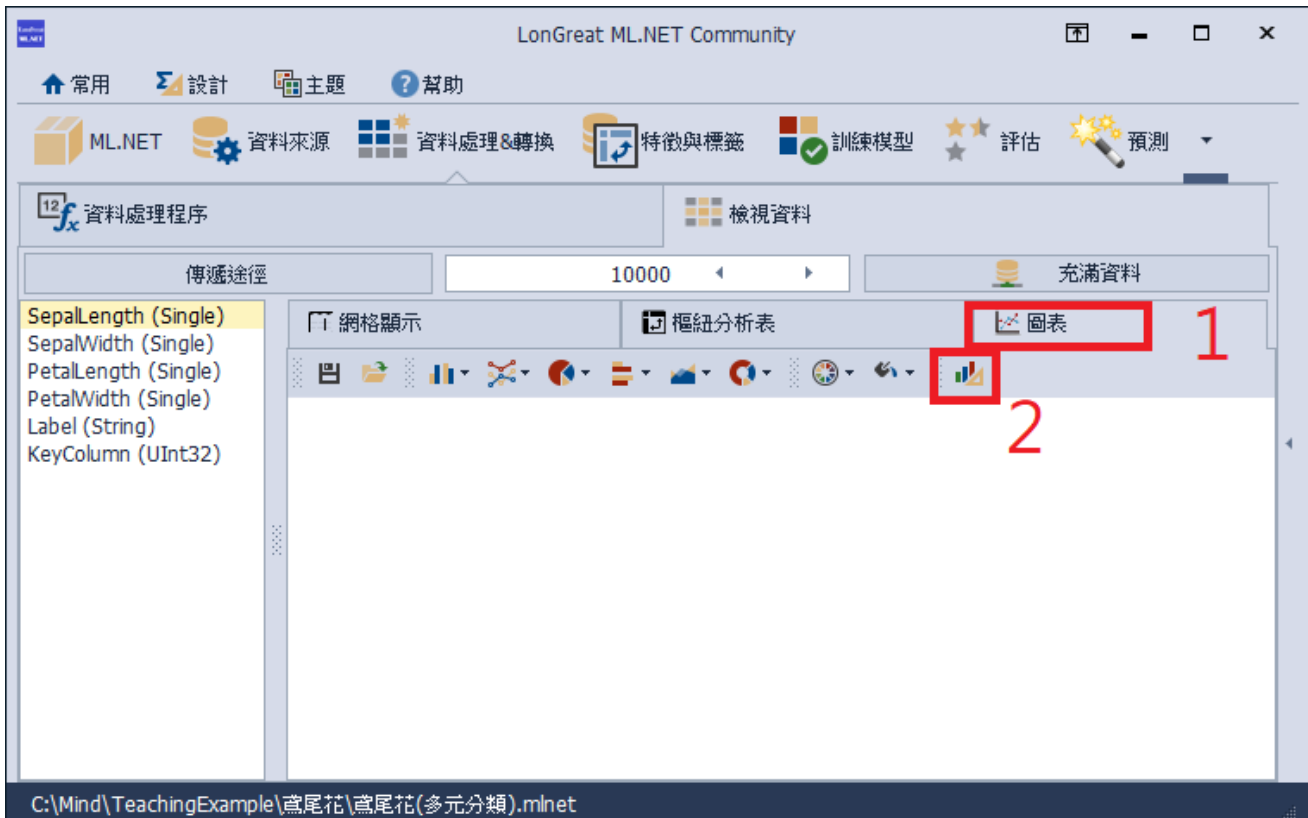 LonGreat ML.NET Community
常用 設計 主題 幫助
ML.NET 資料來源 資料處理&轉換 特徵與標籤 訓練模型 評估 預測
資料處理程序 檢視資料
傳遞途徑 10000 充滿資料
SepalLength (Single)
SepalWidth (Single)
PetalLength (Single)
PetalWidth (Single)
Label (String)
KeyColumn (UInt32)
網格顯示 樞紐分析表 圖表 1
2
C:\Mind\TeachingExample\鳶尾花\鳶尾花(多元分類).mlnet